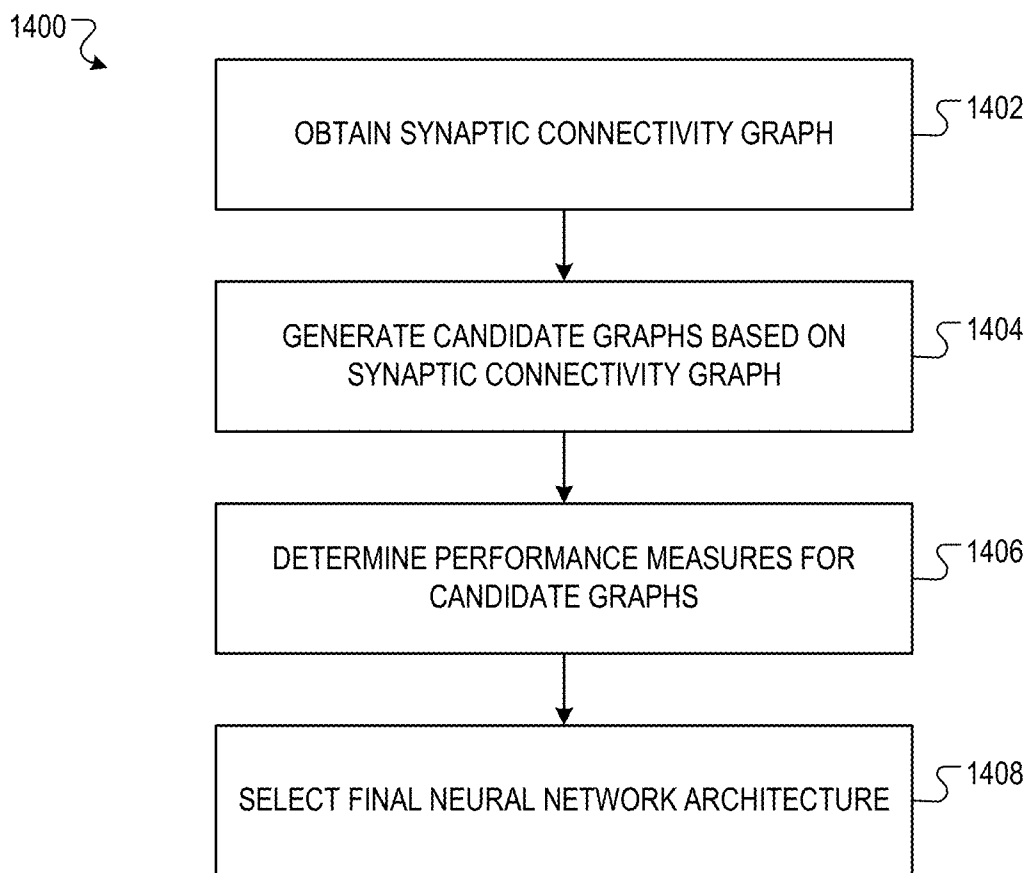 1400
OBTAIN SYNAPTIC CONNECTIVITY GRAPH
1402
GENERATE CANDIDATE GRAPHS BASED ON
SYNAPTIC CONNECTIVITY GRAPH
1404
DETERMINE PERFORMANCE MEASURES FOR
CANDIDATE GRAPHS
1406
SELECT FINAL NEURAL NETWORK ARCHITECTURE
1408